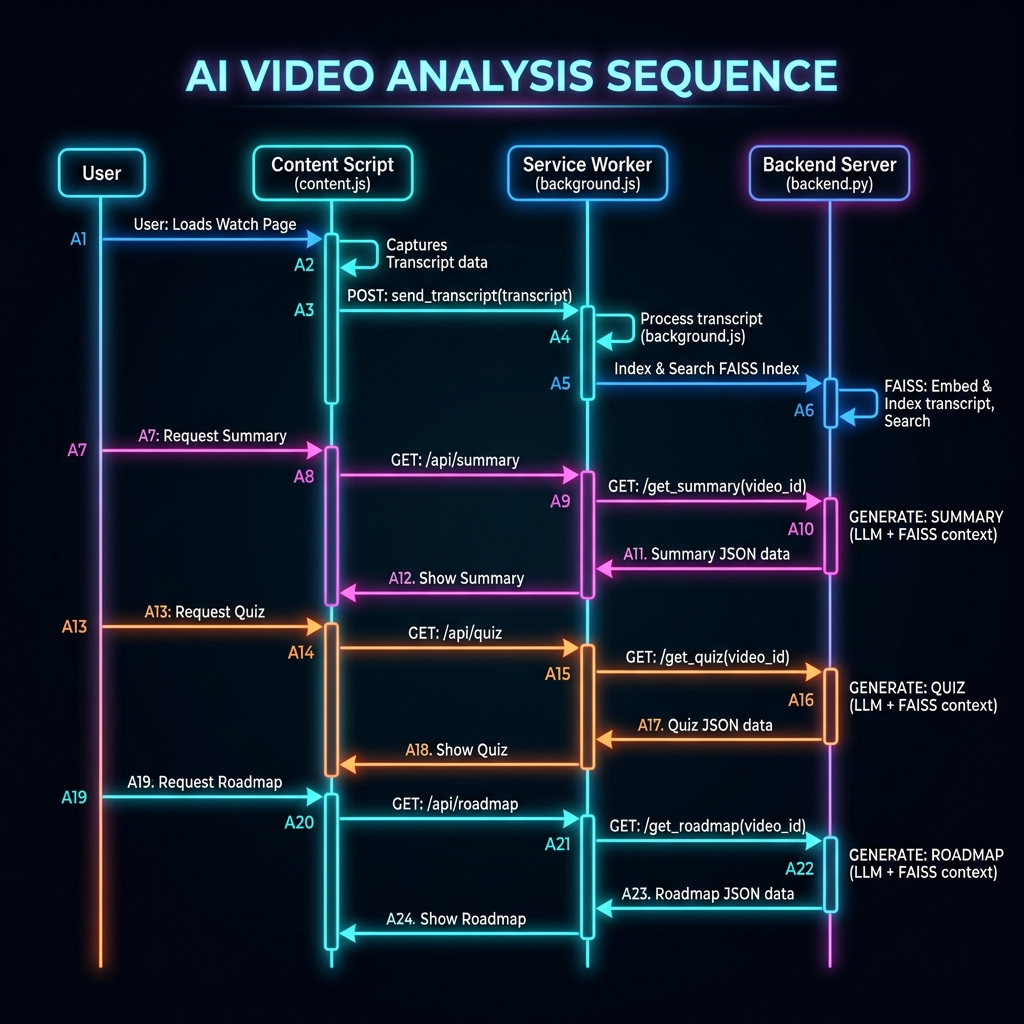 AI VIDEO ANALYSIS SEQUENCE
User
Content Script
(content.js)
Service Worker
(background.js)
Backend Server
(backend.py)
A1
User: Loads Watch Page
A2
Captures
Transcript data
A3
POST: send_transcript(transcript)
A4
Process transcript
(background.js)
A5
Index & Search FAISS Index
A6
FAISS: Embed &
Index transcript,
Search
A7
A7: Request Summary
A8
GET: /api/summary
A9
GET: /get_summary(video_id)
A10
GENERATE: SUMMARY
(LLM + FAISS context)
A11. Summary JSON data
A12. Show Summary
A13
A13: Request Quiz
A14
GET: /api/quiz
A15
GET: /get_quiz(video_id)
A16
GENERATE: QUIZ
(LLM + FAISS context)
A17. Quiz JSON data
A18. Show Quiz
A19
A19. Request Roadmap
A20
GET: /api/roadmap
A21
GET: /get_roadmap(video_id)
A22
GENERATE: ROADMAP
(LLM + FAISS context)
A23. Roadmap JSON data
A24. Show Roadmap